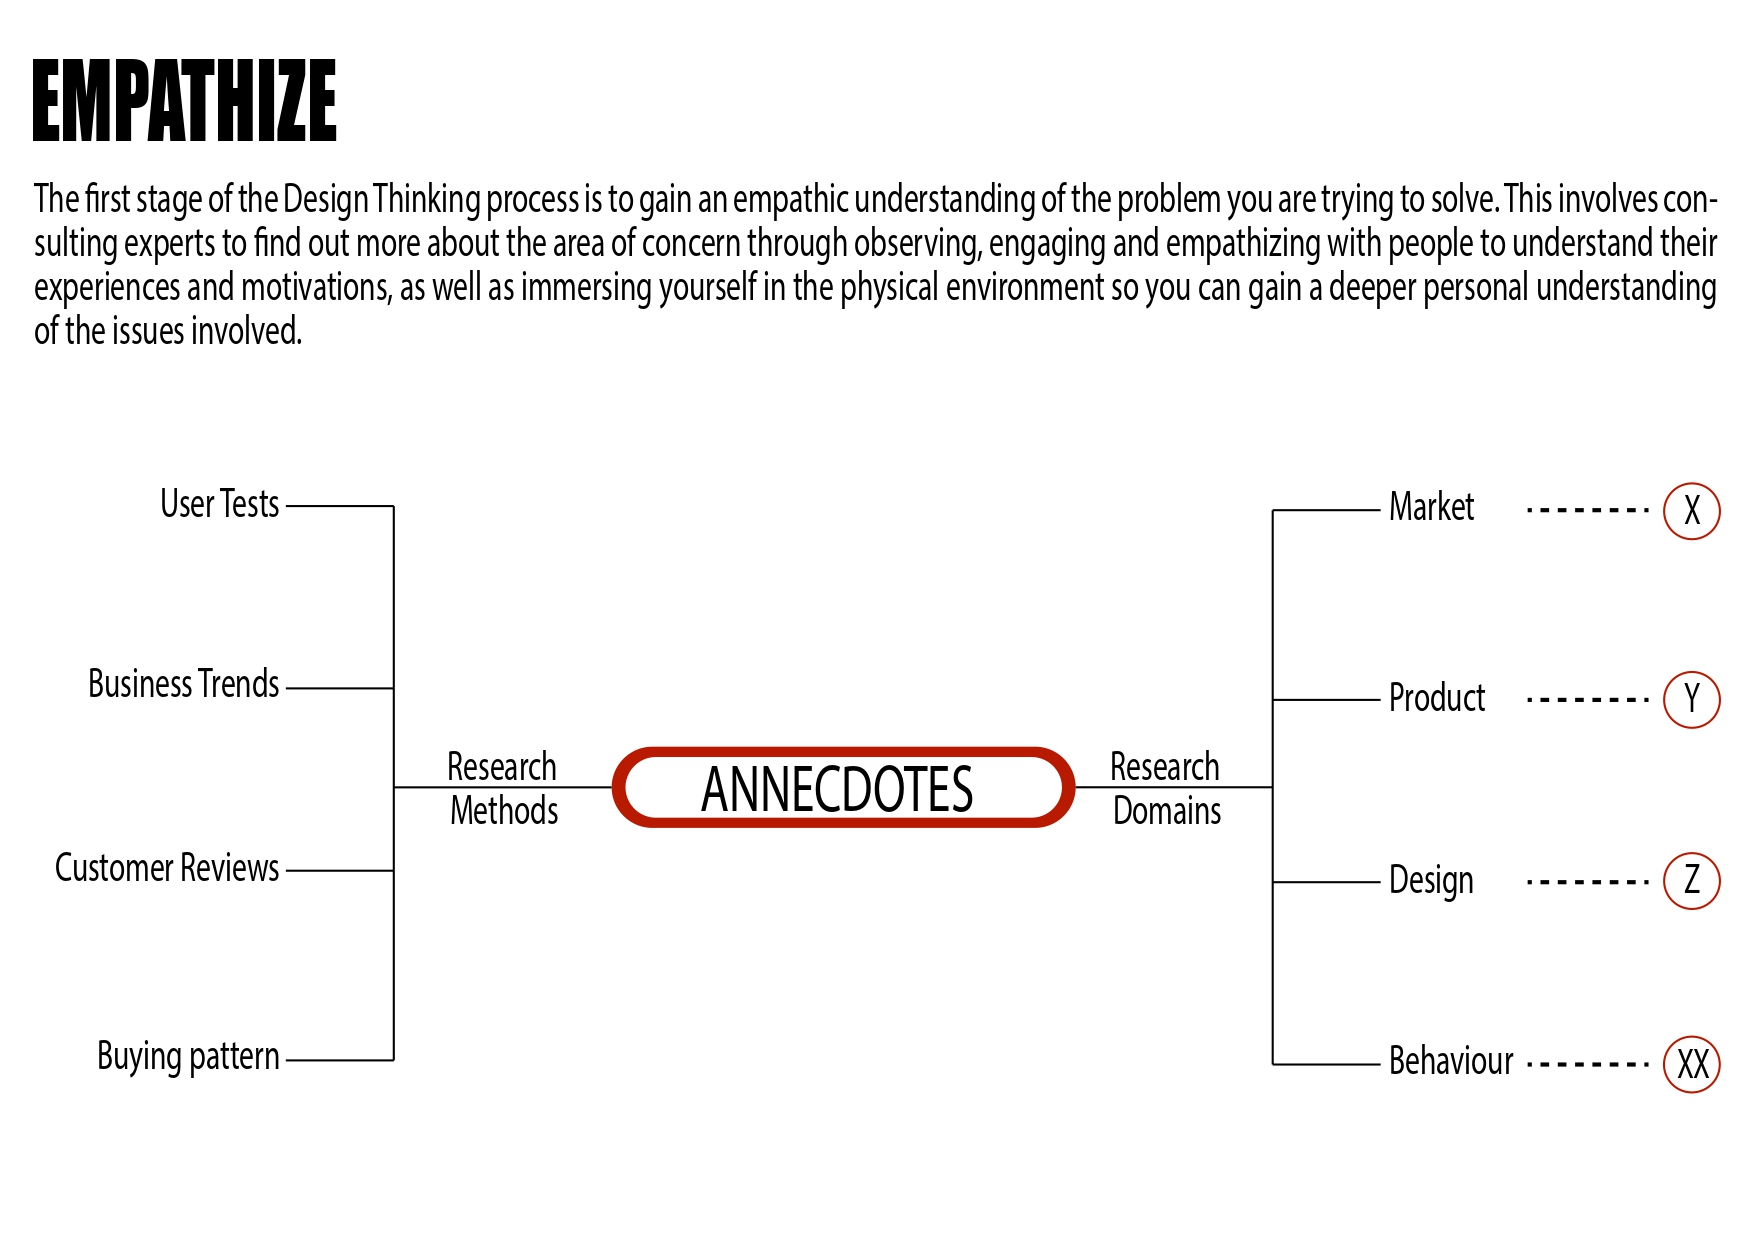 EMPATHIZE
The first stage of the Design Thinking process is to gain an empathic understanding of the problem you are trying to solve. This involves con-
sulting experts to find out more about the area of concern through observing, engaging and empathizing with people to understand their
experiences and motivations, as well as immersing yourself in the physical environment so you can gain a deeper personal understanding
of the issues involved.
User Tests
Business Trends
Customer Reviews
Buying pattern
Research
Methods
ANNECDOTES
Research
Domains
Market
X
Product
Y
Design
Z
Behaviour
XX